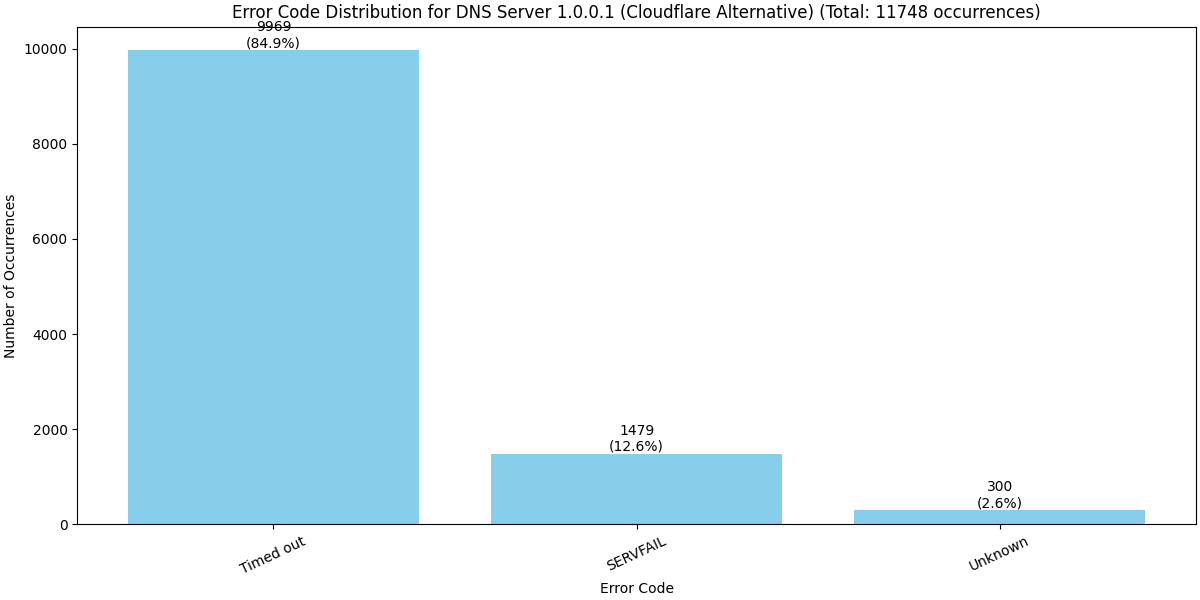 Error Code Distribution for DNS Server 1.0.0.1 (Cloudflare Alternative) (Total: 11748 occurrences)
Number of Occurrences
10000
8000
6000
4000
2000
0
9969
(84.9%)
1479
(12.6%)
300
(2.6%)
Timed out
SERVFAIL
Unknown
Error Code